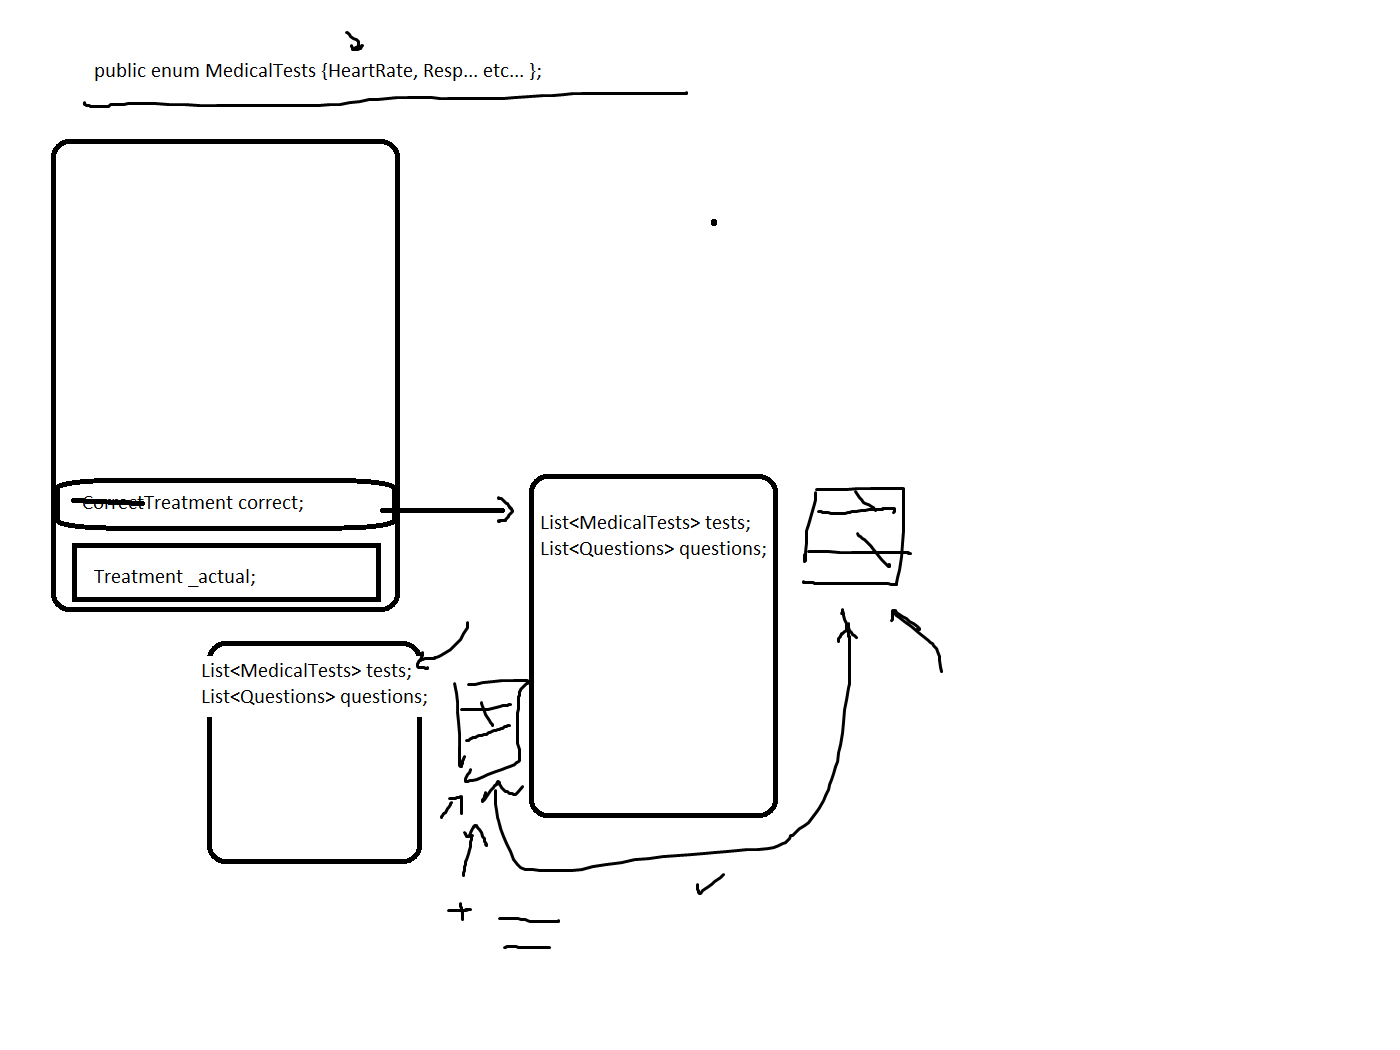 public enum MedicalTests {HeartRate, Resp... etc... };
CorrectTreatment correct;
Treatment _actual;
List<MedicalTests> tests;
List<Questions> questions;
List<MedicalTests> tests;
List<Questions> questions;